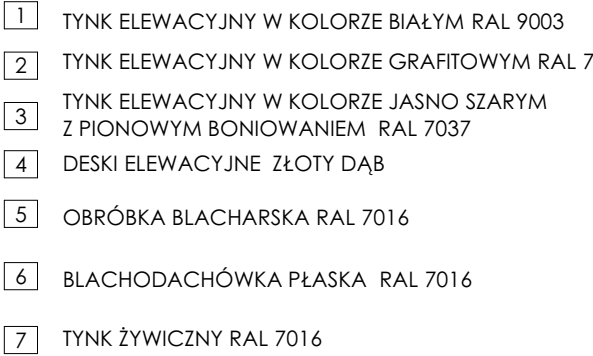 1 TYNK ELEWACYJNY W KOLORZE BIAŁYM RAL 9003
2 TYNK ELEWACYJNY W KOLORZE GRAFITOWYM RAL 7
3 TYNK ELEWACYJNY W KOLORZE JASNO SZARYM
Z PIONOWYM BONIOWANIEM RAL 7037
4 DESKI ELEWACYJNE ZŁOTY DĄB
5 OBRÓBKA BLACHARSKA RAL 7016
6 BLACHODACHÓWKA PŁASKA RAL 7016
7 TYNK ŻYWICZNY RAL 7016